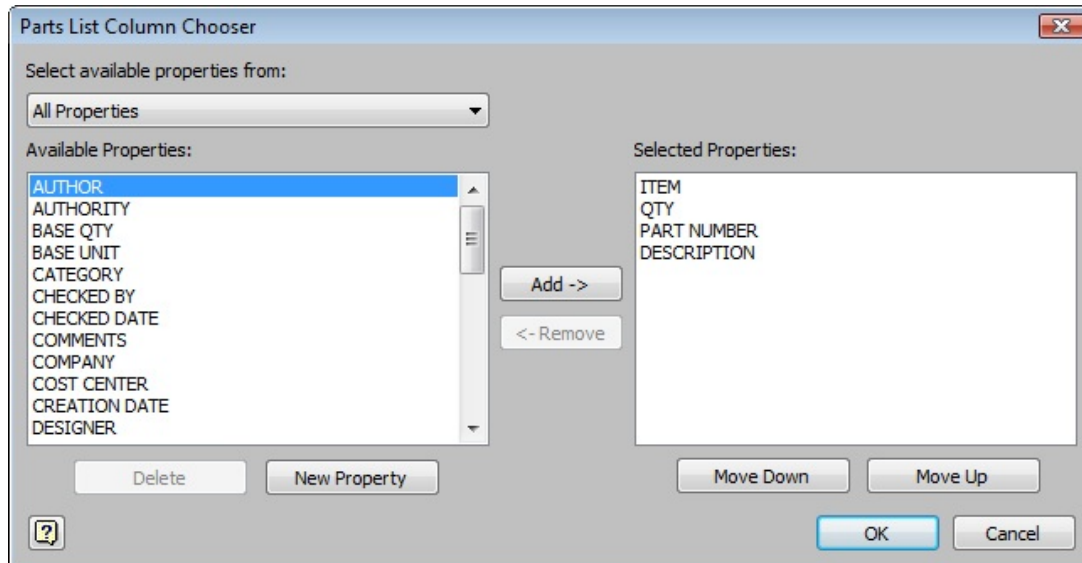 Parts List Column Chooser
Select available properties from:
All Properties
Available Properties:
AUTHOR
AUTHORITY
BASE QTY
BASE UNIT
CATEGORY
CHECKED BY
CHECKED DATE
COMMENTS
COMPANY
COST CENTER
CREATION DATE
DESIGNER
Delete
New Property
Add ->
<- Remove
Selected Properties:
ITEM
QTY
PART NUMBER
DESCRIPTION
Move Down
Move Up
?
OK
Cancel